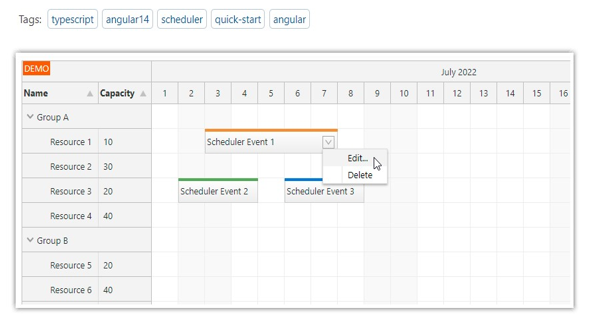 Tags: typescript angular14 scheduler quick-start angular
DEMO
July 2022
Name Capacity 1 2 3 4 5 6 7 8 9 10 11 12 13 14 15 16
Group A
Resource 1 10 Scheduler Event 1
Edit...
Resource 2 30
Delete
Resource 3 20 Scheduler Event 2 Scheduler Event 3
Resource 4 40
Group B
Resource 5 20
Resource 6 40